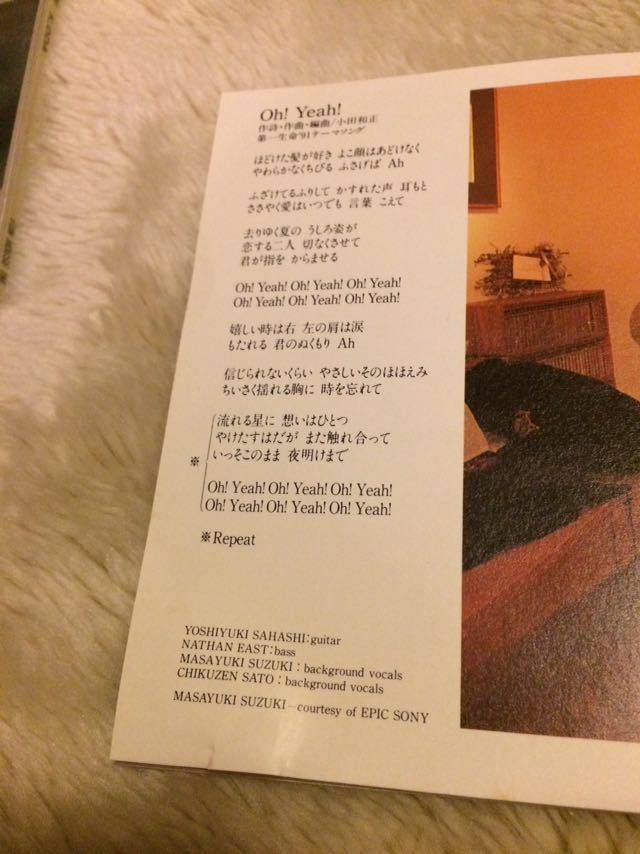 Oh! Yeah!
作詩・作曲・編曲/小田和正
第一生命'91テーマソング
ほどけた髪が好き よこ顔はあどけなく
やわらかなくちびる ふさげば Ah
ふざけてるふりして かすれた声 耳もと
ささやく愛はいつでも 言葉 こえて
去りゆく夏の うしろ姿が
恋する二人 切なくさせて
君が指を からませる
Oh! Yeah! Oh! Yeah! Oh! Yeah!
Oh! Yeah! Oh! Yeah! Oh! Yeah!
嬉しい時は右 左の肩は涙
もたれる 君のぬくもり Ah
信じられないくらい やさしいそのほほえみ
ちいさく揺れる胸に 時を忘れて
流れる星に 想いはひとつ
やけたすはだが また触れ合って
いっそこのまま 夜明けまで
※
Oh! Yeah! Oh! Yeah! Oh! Yeah!
Oh! Yeah! Oh! Yeah! Oh! Yeah!
※Repeat
YOSHIYUKI SAHASHI:guitar
NATHAN EAST:bass
MASAYUKI SUZUKI:background vocals
CHIKUZEN SATO:background vocals
MASAYUKI SUZUKI—courtesy of EPIC SONY